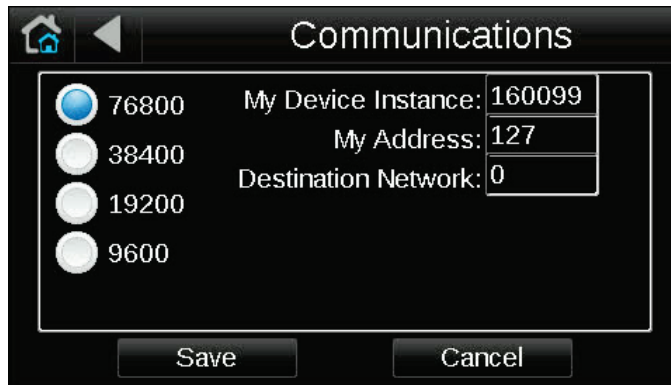 Communications
76800
38400
19200
9600
My Device Instance: 160099
My Address: 127
Destination Network: 0
Save
Cancel